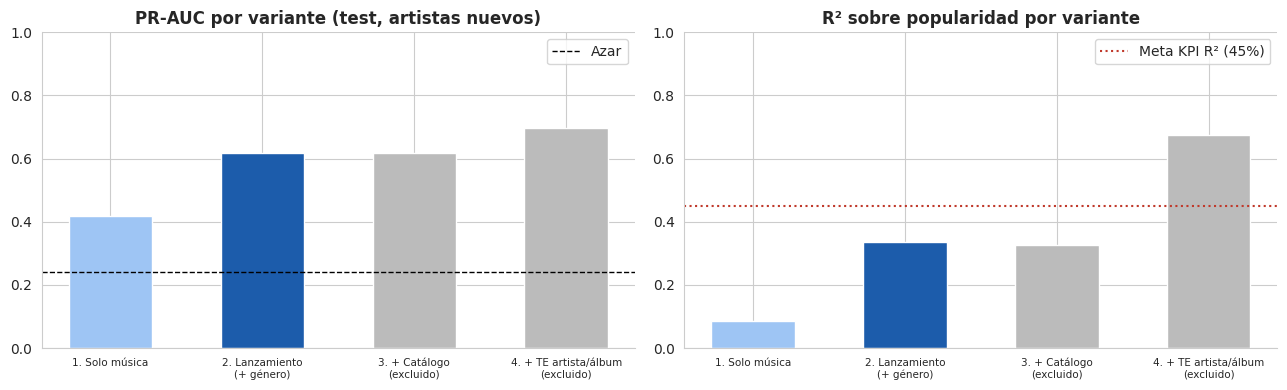 PR-AUC por variante (test, artistas nuevos)
1.0
0.8
0.6
0.4
0.2
0.0
Azar
1. Solo música
2. Lanzamiento
(+ género)
3. + Catálogo
(excluido)
4. + TE artista/álbum
(excluido)
R² sobre popularidad por variante
1.0
0.8
0.6
0.4
0.2
0.0
Meta KPI R² (45%)
1. Solo música
2. Lanzamiento
(+ género)
3. + Catálogo
(excluido)
4. + TE artista/álbum
(excluido)